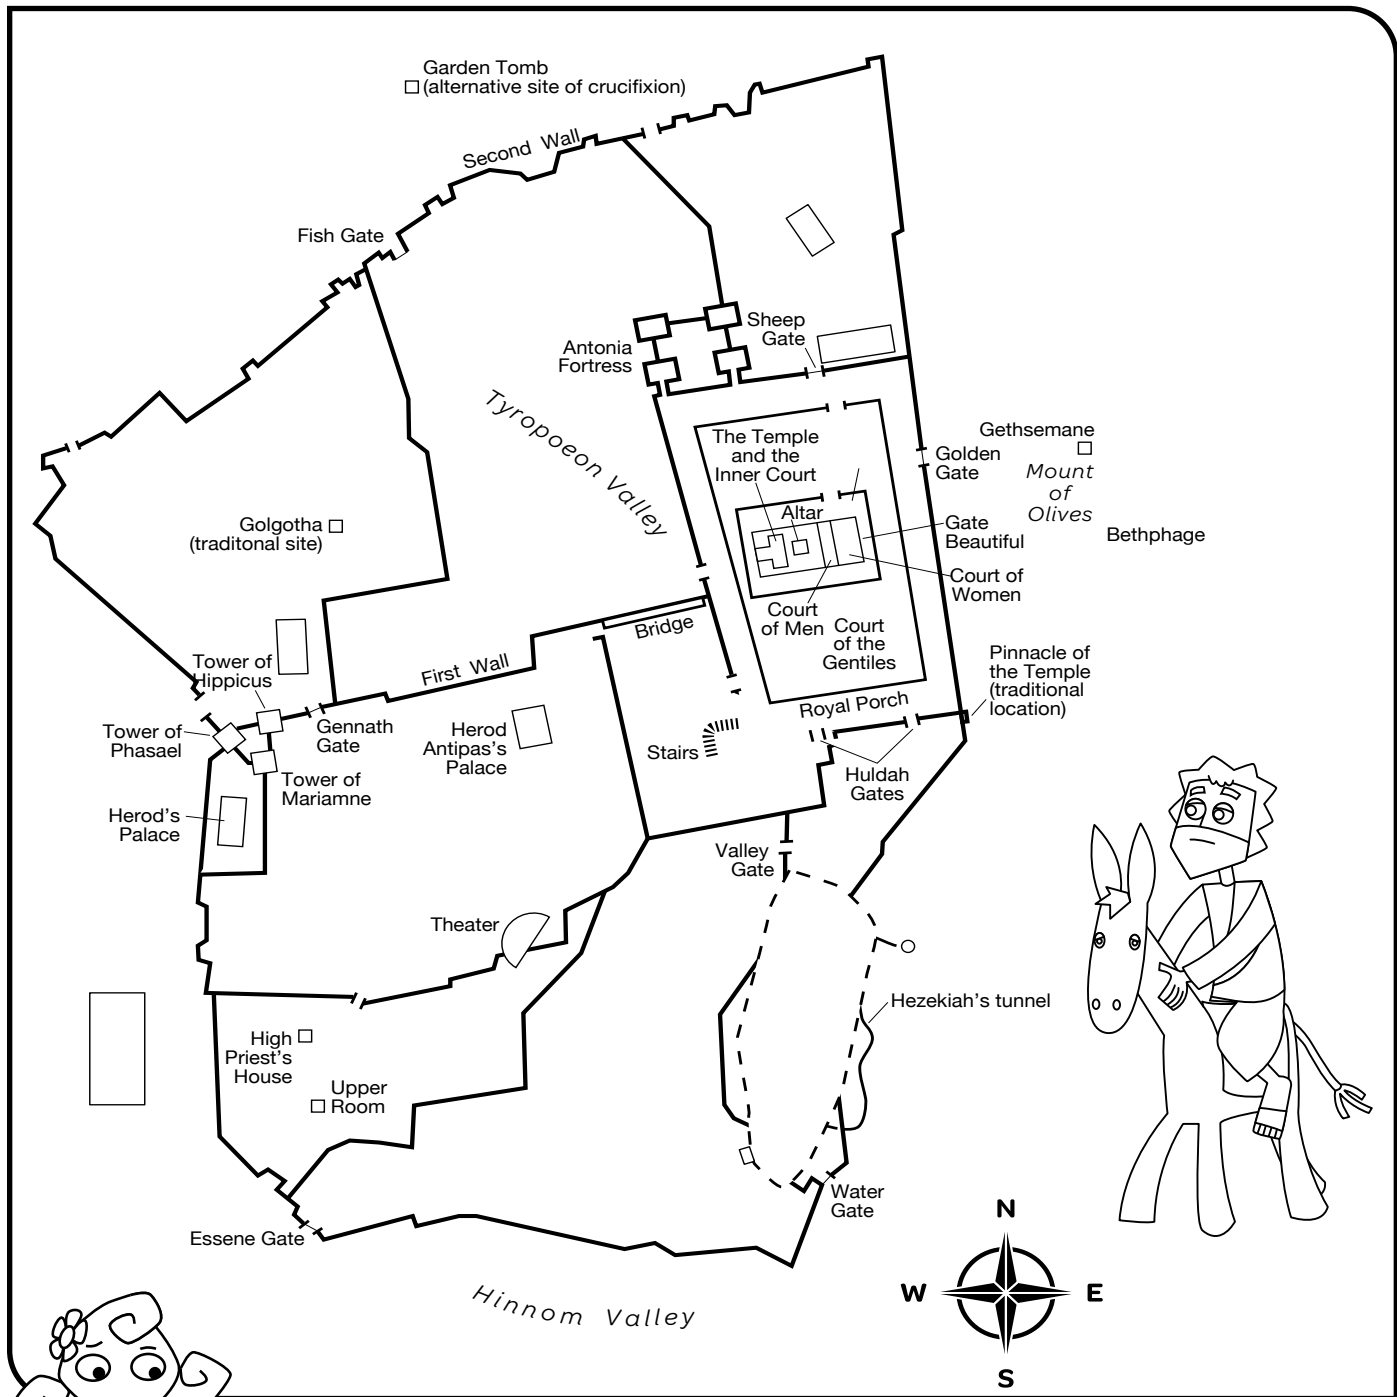 Garden Tomb
(alternative site of crucifixion)
Second Wall
Fish Gate
Sheep
Gate
Antonia
Fortress
Tyropoeon Valley
The Temple
and the
Inner Court
Altar
Golden
Gate
Gethsemane
Mount
of
Olives
Bethphage
Golgotha
(traditonal site)
Gate
Beautiful
Court of
Women
Court
of Men
Court
of the
Gentiles
Bridge
First Wall
Tower of
Hippicus
Pinnacle of
the Temple
(traditional
location)
Royal Porch
Tower of
Phasael
Gennath
Gate
Herod
Antipas's
Palace
Stairs
Huldah
Gates
Tower of
Mariamne
Herod's
Palace
Valley
Gate
Theater
Hezekiah's tunnel
High
Priest's
House
Upper
Room
Water
Gate
Essene Gate
Hinnom Valley
N
W E
S